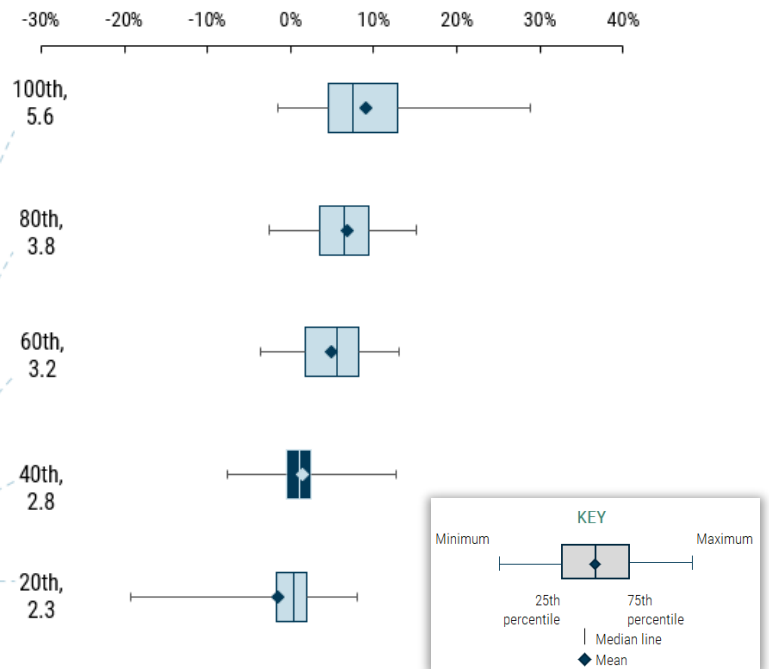 -30% -20% -10% 0% 10% 20% 30% 40%
100th,
5.6
80th,
3.8
60th,
3.2
40th,
2.8
20th,
2.3
KEY
Minimum Maximum
25th 75th
percentile percentile
Median line
Mean